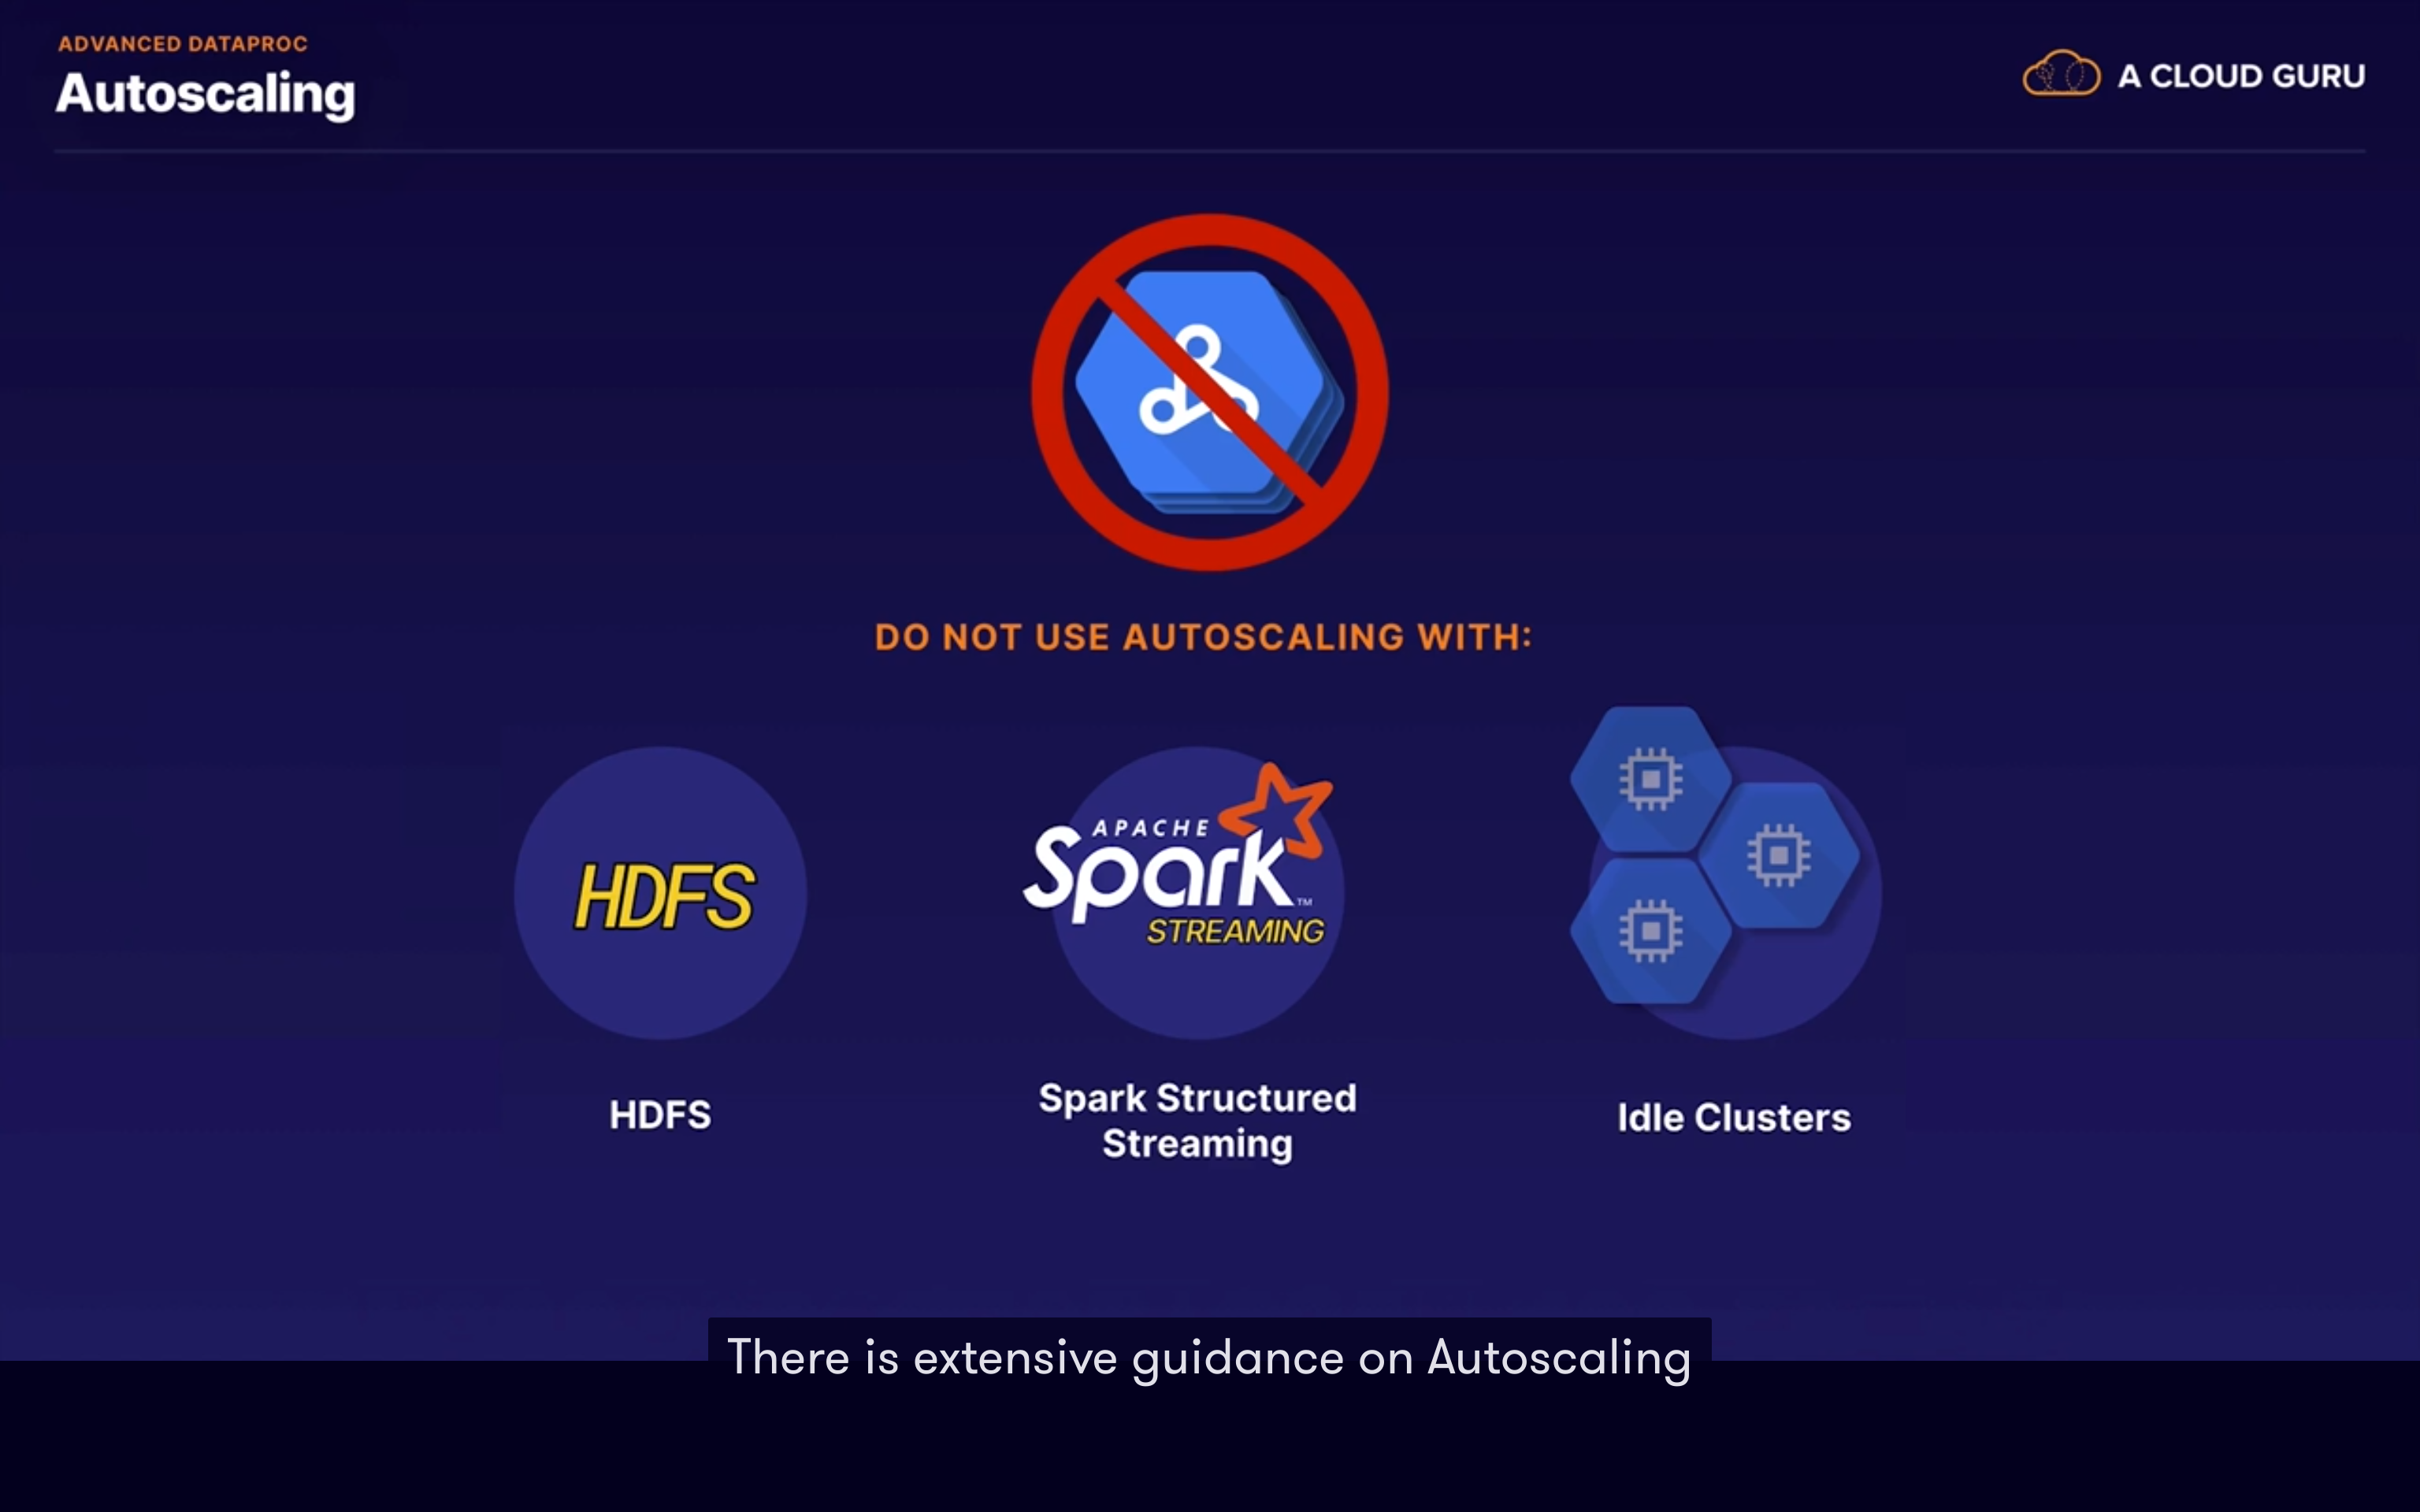 ADVANCED DATAPROC
Autoscaling
A CLOUD GURU
DO NOT USE AUTOSCALING WITH:
HDFS
APACHE
Spark™
STREAMING
HDFS
Spark Structured
Streaming
Idle Clusters
There is extensive guidance on Autoscaling